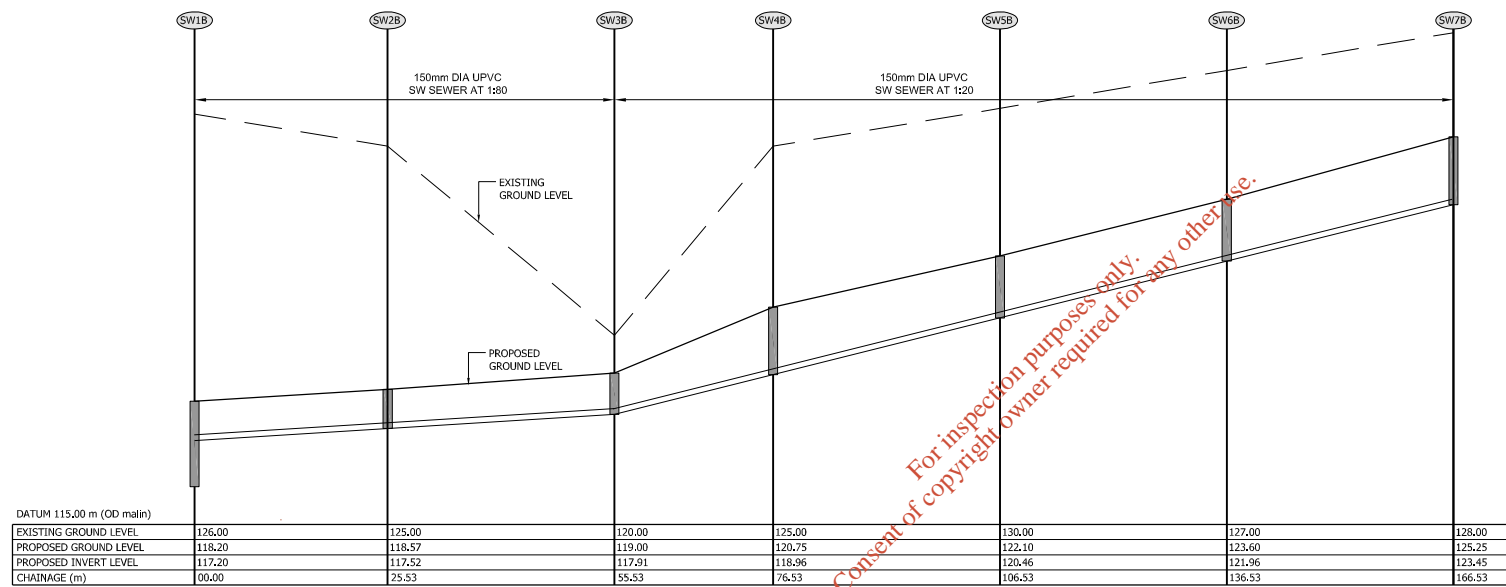 SW1B SW2B SW3B SW4B SW5B SW6B SW7B
150mm DIA UPVC
SW SEWER AT 1:80
150mm DIA UPVC
SW SEWER AT 1:20
EXISTING
GROUND LEVEL
PROPOSED
GROUND LEVEL
For inspection purposes only.
Consent of copyright owner required for any other use.
DATUM 115.00 m (OD malin)
EXISTING GROUND LEVEL 126.00 125.00 120.00 125.00 130.00 127.00 128.00
PROPOSED GROUND LEVEL 118.20 118.57 119.00 120.75 122.10 123.60 125.25
PROPOSED INVERT LEVEL 117.20 117.52 117.91 118.96 120.46 121.96 123.45
CHAINAGE (m) 00.00 25.53 55.53 76.53 106.53 136.53 166.53